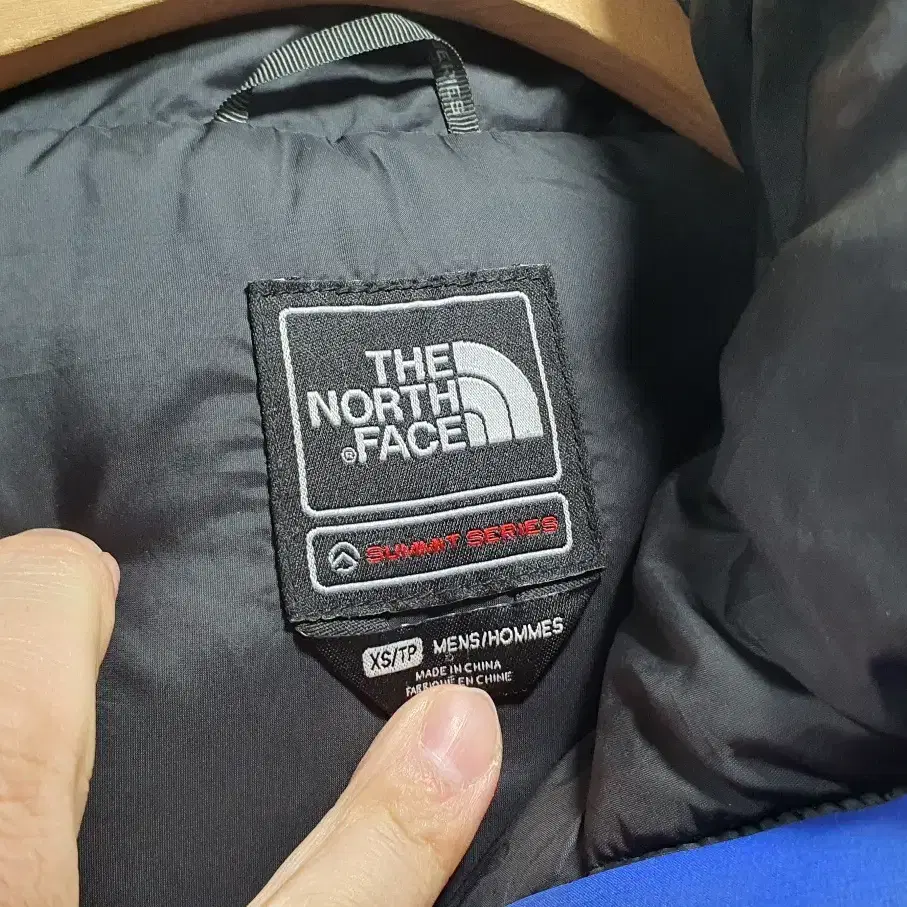 THE
NORTH
®FACE
SUMMIT SERIES
XS/TP MENS/HOMMES
MADE IN CHINA
FABRIQUÉ EN CHINE